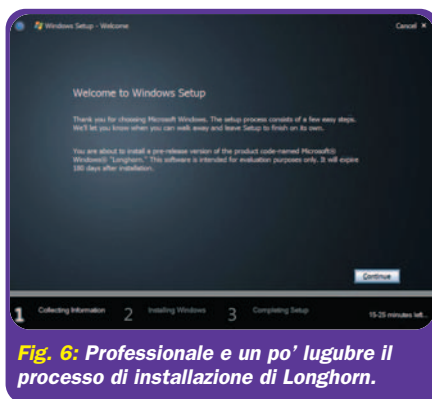 Windows Setup - Welcome
Cancel
Welcome to Windows Setup
Thank you for choosing Microsoft Windows. The setup process consists of a few easy steps.
We'll let you know when you can walk away and leave Setup to finish on its own.
You are about to install a pre-release version of the product code-named Microsoft®
Windows® "Longhorn." This software is intended for evaluation purposes only. It will expire
180 days after installation.
Continue
1 Collecting Information 2 Installing Windows 3 Completing Setup 15-25 minutes left...
Fig. 6: Professionale e un po' lugubre il
processo di installazione di Longhorn.